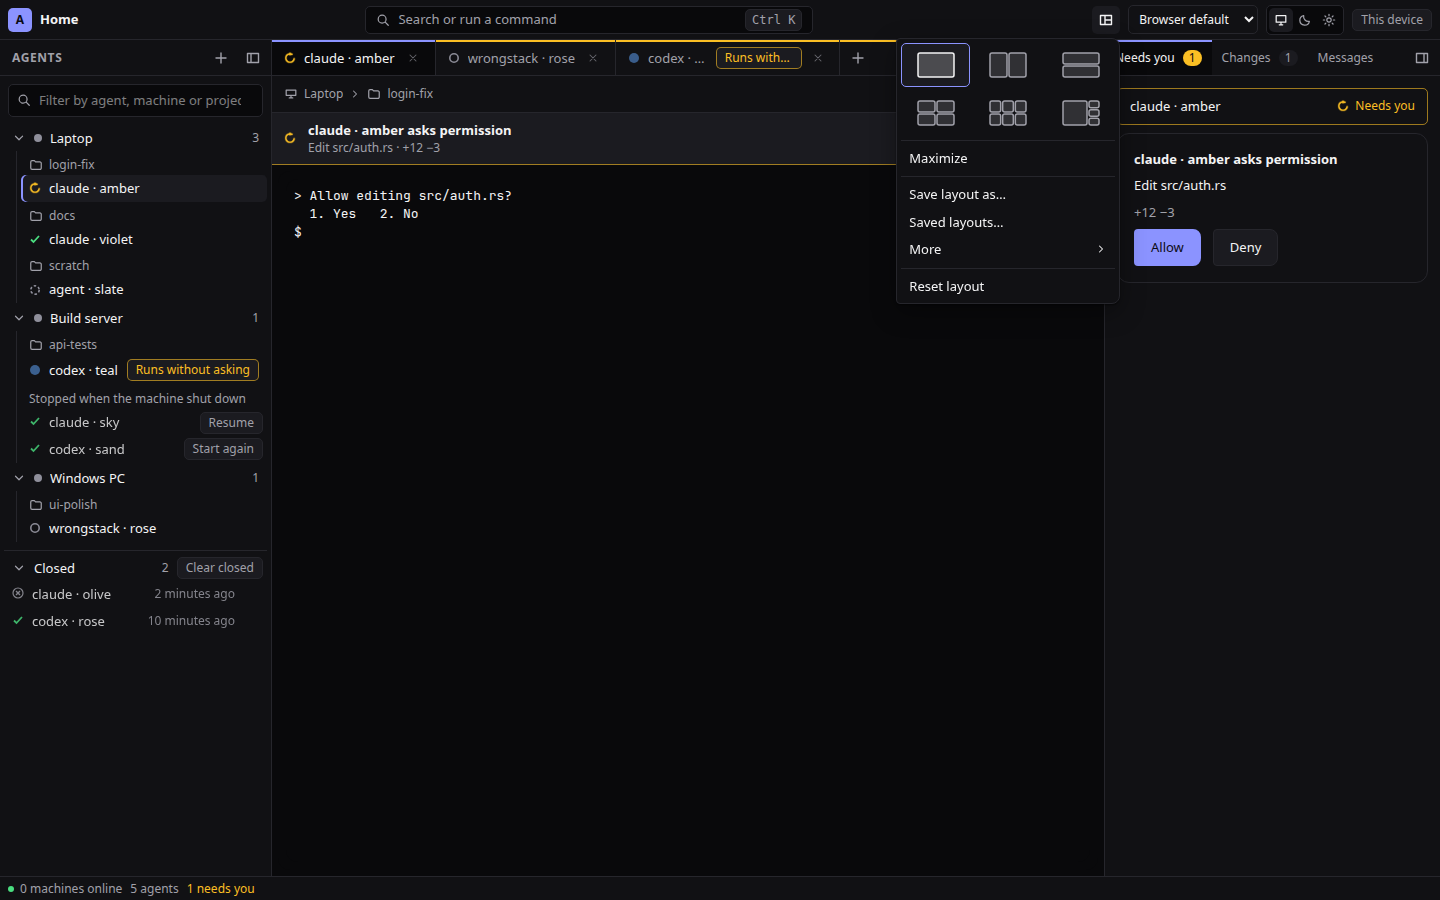 A Home
Search or run a command Ctrl K
Browser default
This device
AGENTS
Filter by agent, machine or projec
Laptop 3
login-fix
claude · amber
docs
claude · violet
scratch
agent · slate
Build server 1
api-tests
codex · teal Runs without asking
Stopped when the machine shut down
claude · sky Resume
codex · sand Start again
Windows PC 1
ui-polish
wrongstack · rose
Closed 2 Clear closed
claude · olive 2 minutes ago
codex · rose 10 minutes ago
claude · amber
wrongstack · rose
codex · ... Runs with...
Laptop login-fix
claude · amber asks permission
Edit src/auth.rs · +12 −3
> Allow editing src/auth.rs?
1. Yes 2. No
$
Maximize
Save layout as...
Saved layouts...
More
Reset layout
Needs you 1 Changes 1 Messages
claude · amber Needs you
claude · amber asks permission
Edit src/auth.rs
+12 −3
Allow Deny
0 machines online 5 agents 1 needs you